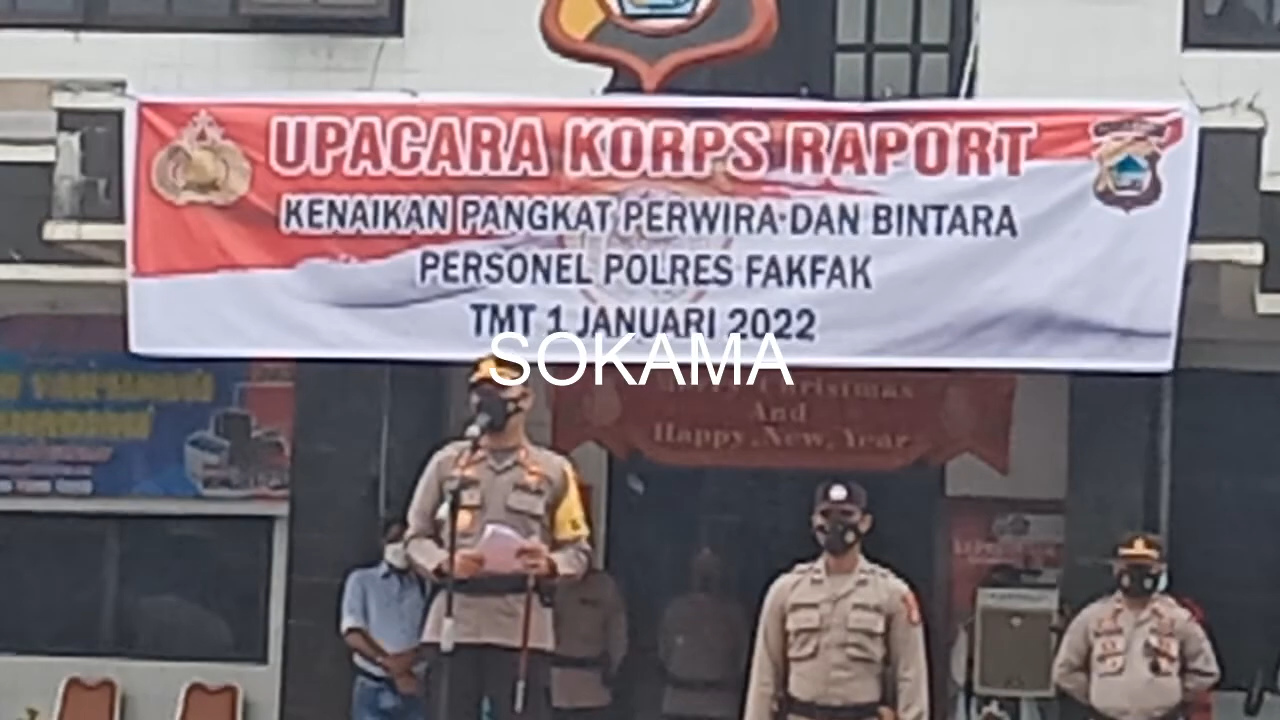 UPACARA KORPS RAPORT
KENAIKAN PANGKAT PERWIRA DAN BINTARA
PERSONEL POLRES FAKFAK
TMT 1 JANUARI 2022
SOKAMA
Merry Christmas
And
Happy New Year